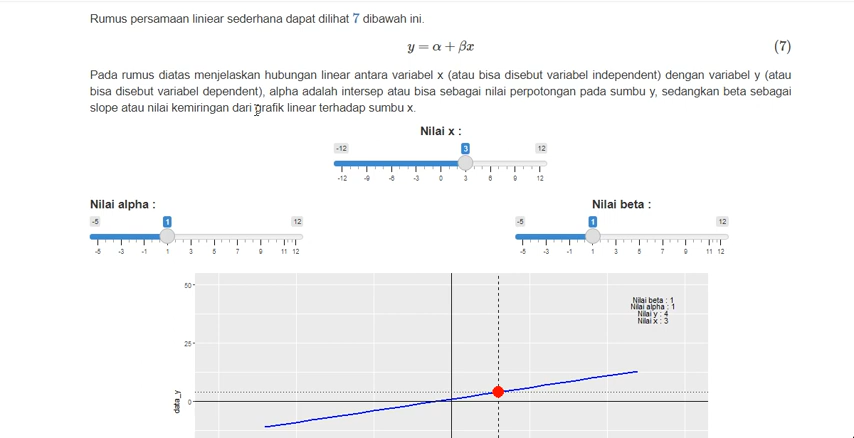 Rumus persamaan liniear sederhana dapat dilihat 7 dibawah ini.
y = α + βx (7)
Pada rumus diatas menjelaskan hubungan linear antara variabel x (atau bisa disebut variabel independent) dengan variabel y (atau
bisa disebut variabel dependent), alpha adalah intersep atau bisa sebagai nilai perpotongan pada sumbu y, sedangkan beta sebagai
slope atau nilai kemiringan dari grafik linear terhadap sumbu x.
Nilai x :
-12 3 12
-12 -9 -6 -3 0 3 6 9 12
Nilai alpha : Nilai beta :
-5 1 12 -5 1 12
-5 -3 -1 1 3 5 7 9 11 12 -5 -3 -1 1 3 5 7 9 11 12
50
Nilai beta : 1
Nilai alpha : 1
Nilai y : 4
Nilai x : 3
25
data_y
0